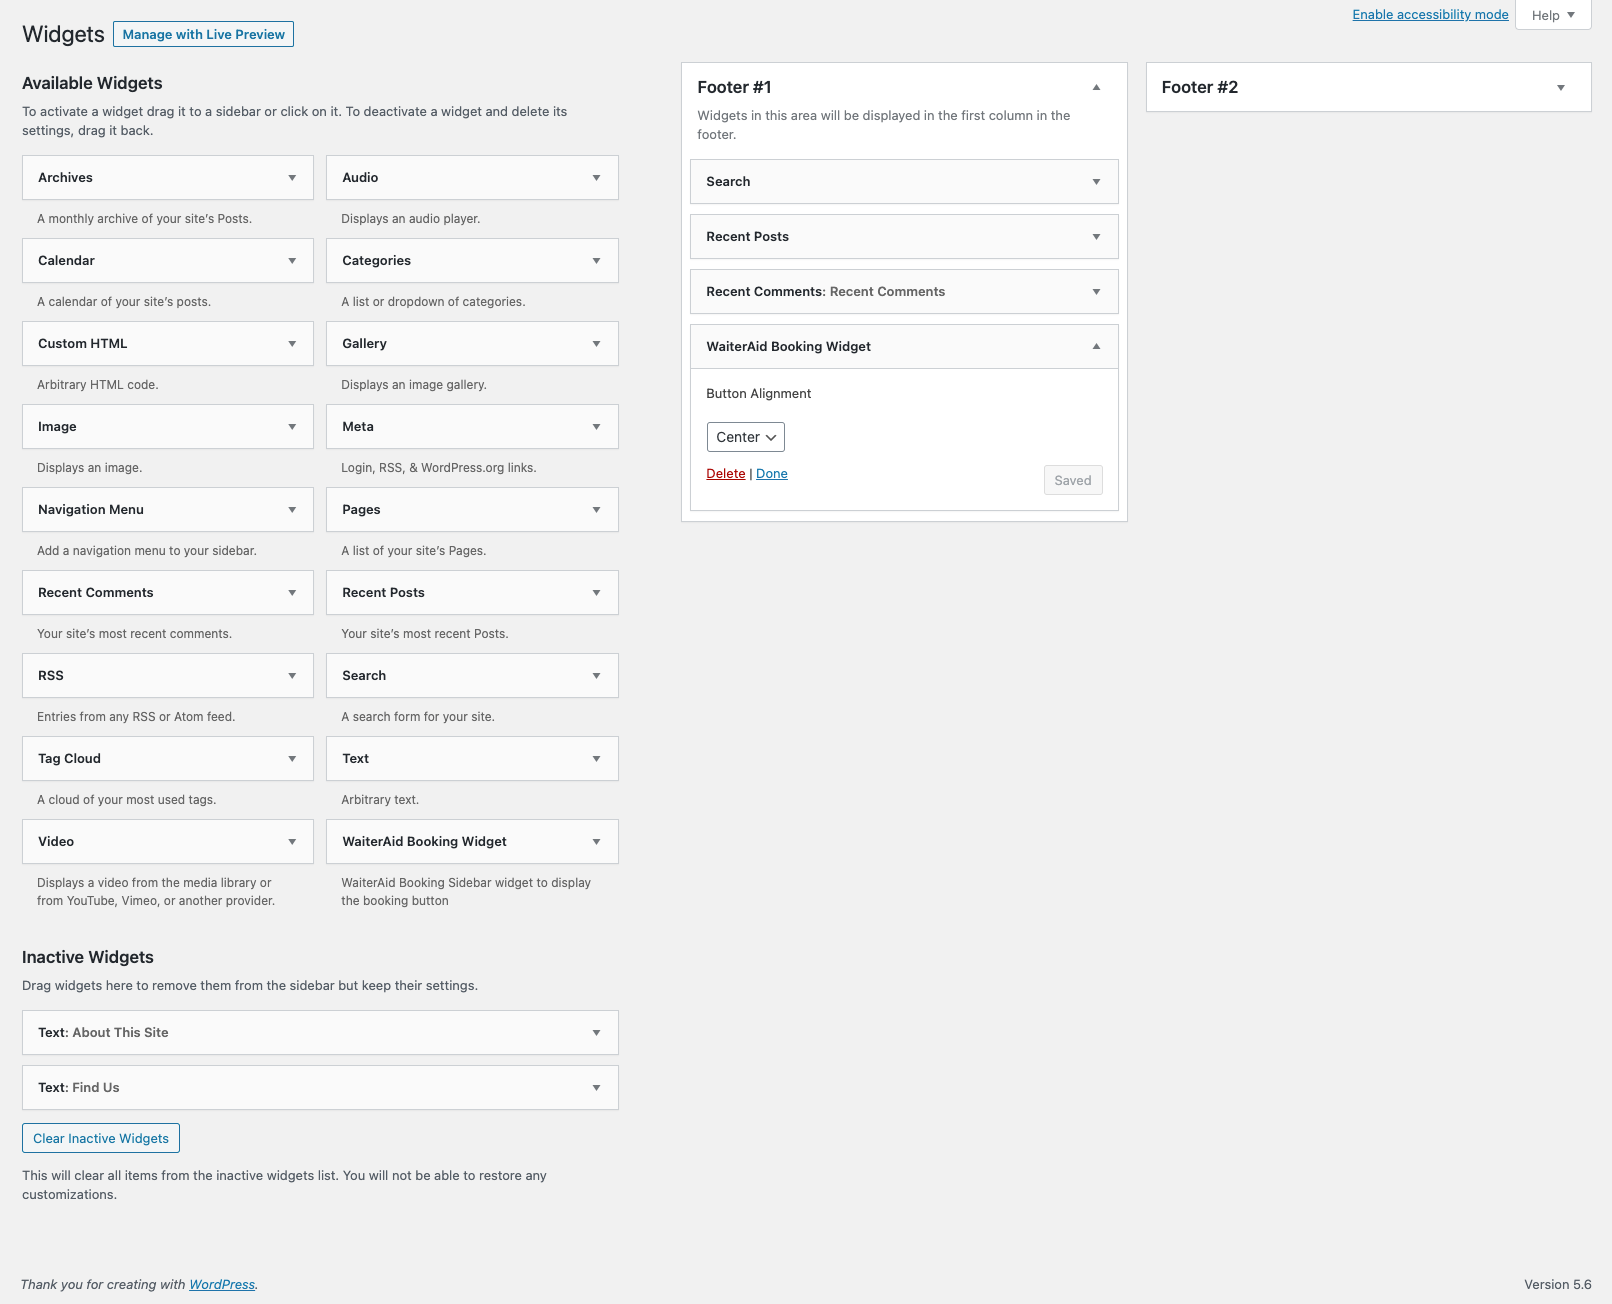 Widgets
Manage with Live Preview
Enable accessibility mode
Help
Available Widgets
To activate a widget drag it to a sidebar or click on it. To deactivate a widget and delete its
settings, drag it back.
Archives
Audio
A monthly archive of your site's Posts.
Displays an audio player.
Calendar
Categories
A calendar of your site's posts.
A list or dropdown of categories.
Custom HTML
Gallery
Arbitrary HTML code.
Displays an image gallery.
Image
Meta
Displays an image.
Login, RSS, & WordPress.org links.
Navigation Menu
Pages
Add a navigation menu to your sidebar.
A list of your site's Pages.
Recent Comments
Recent Posts
Your site's most recent comments.
Your site's most recent Posts.
RSS
Search
Entries from any RSS or Atom feed.
A search form for your site.
Tag Cloud
Text
A cloud of your most used tags.
Arbitrary text.
Video
WaiterAid Booking Widget
Displays a video from the media library or
from YouTube, Vimeo, or another provider.
WaiterAid Booking Sidebar widget to display
the booking button
Inactive Widgets
Drag widgets here to remove them from the sidebar but keep their settings.
Text: About This Site
Text: Find Us
Clear Inactive Widgets
This will clear all items from the inactive widgets list. You will not be able to restore any
customizations.
Footer #1
Widgets in this area will be displayed in the first column in the
footer.
Search
Recent Posts
Recent Comments: Recent Comments
WaiterAid Booking Widget
Button Alignment
Center
Delete | Done
Saved
Footer #2
Thank you for creating with WordPress.
Version 5.6